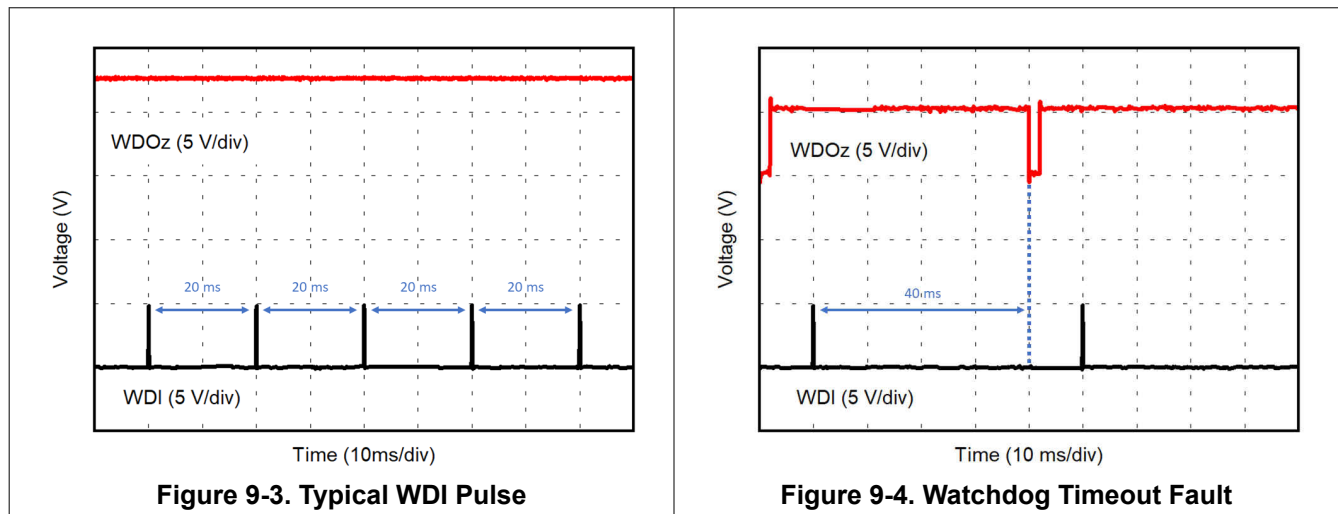 Voltage (V)
WDOz (5 V/div)
20 ms
20 ms
20 ms
20 ms
WDI (5 V/div)
Time (10ms/div)
Figure 9-3. Typical WDI Pulse
Voltage (V)
WDOz (5 V/div)
40 ms
WDI (5 V/div)
Time (10 ms/div)
Figure 9-4. Watchdog Timeout Fault